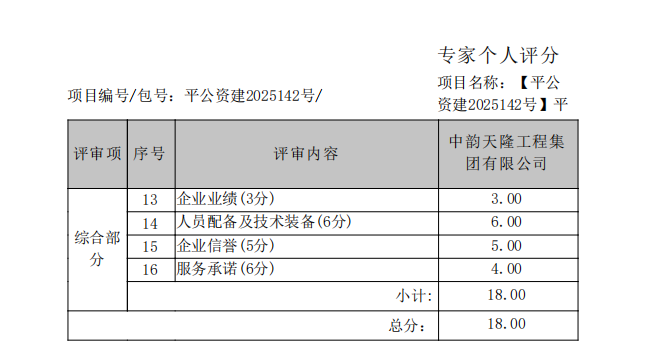 专家个人评分
项目编号/包号: 平公资建2025142号/
项目名称: 【平公
资建2025142号】平
评审项 序号 评审内容 中韵天隆工程集
团有限公司
综合部
分
13 企业业绩(3分) 3.00
14 人员配备及技术装备(6分) 6.00
15 企业信誉(5分) 5.00
16 服务承诺(6分) 4.00
小计: 18.00
总分: 18.00